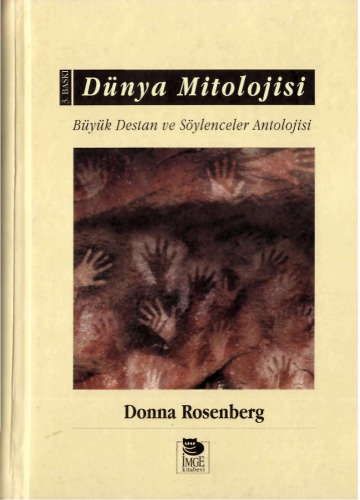 3. BASKI
Dünya Mitolojisi
Büyük Destan ve Söylenceler Antolojisi
Donna Rosenberg
İMGE
kitabevi